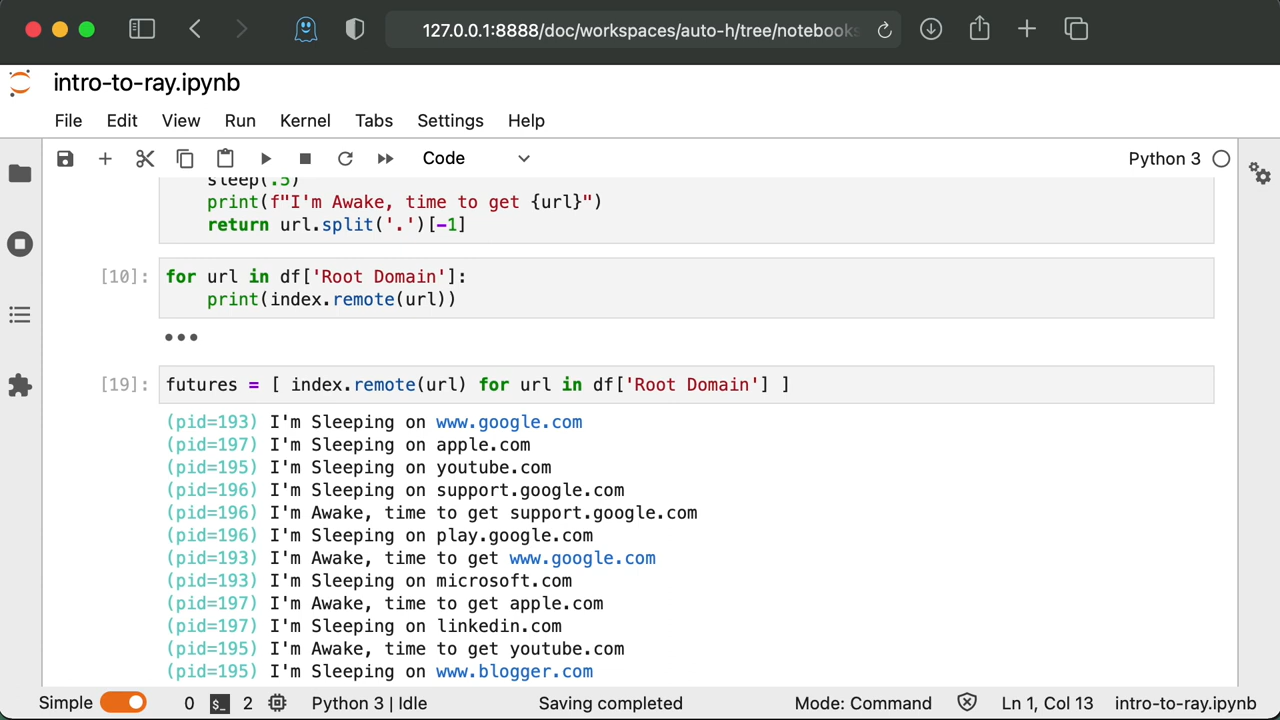 127.0.0.1:8888/doc/workspaces/auto-h/tree/notebooks
intro-to-ray.ipynb
File Edit View Run Kernel Tabs Settings Help
Code Python 3
sleep(.5)
print(f"I'm Awake, time to get {url}")
return url.split('.')[-1]
[10]: for url in df['Root Domain']:
print(index.remote(url))
[19]: futures = [ index.remote(url) for url in df['Root Domain'] ]
(pid=193) I'm Sleeping on www.google.com
(pid=197) I'm Sleeping on apple.com
(pid=195) I'm Sleeping on youtube.com
(pid=196) I'm Sleeping on support.google.com
(pid=196) I'm Awake, time to get support.google.com
(pid=196) I'm Sleeping on play.google.com
(pid=193) I'm Awake, time to get www.google.com
(pid=193) I'm Sleeping on microsoft.com
(pid=197) I'm Awake, time to get apple.com
(pid=197) I'm Sleeping on linkedin.com
(pid=195) I'm Awake, time to get youtube.com
(pid=195) I'm Sleeping on www.blogger.com
Simple 0 $_ 2 Python 3 | Idle Saving completed Mode: Command Ln 1, Col 13 intro-to-ray.ipynb